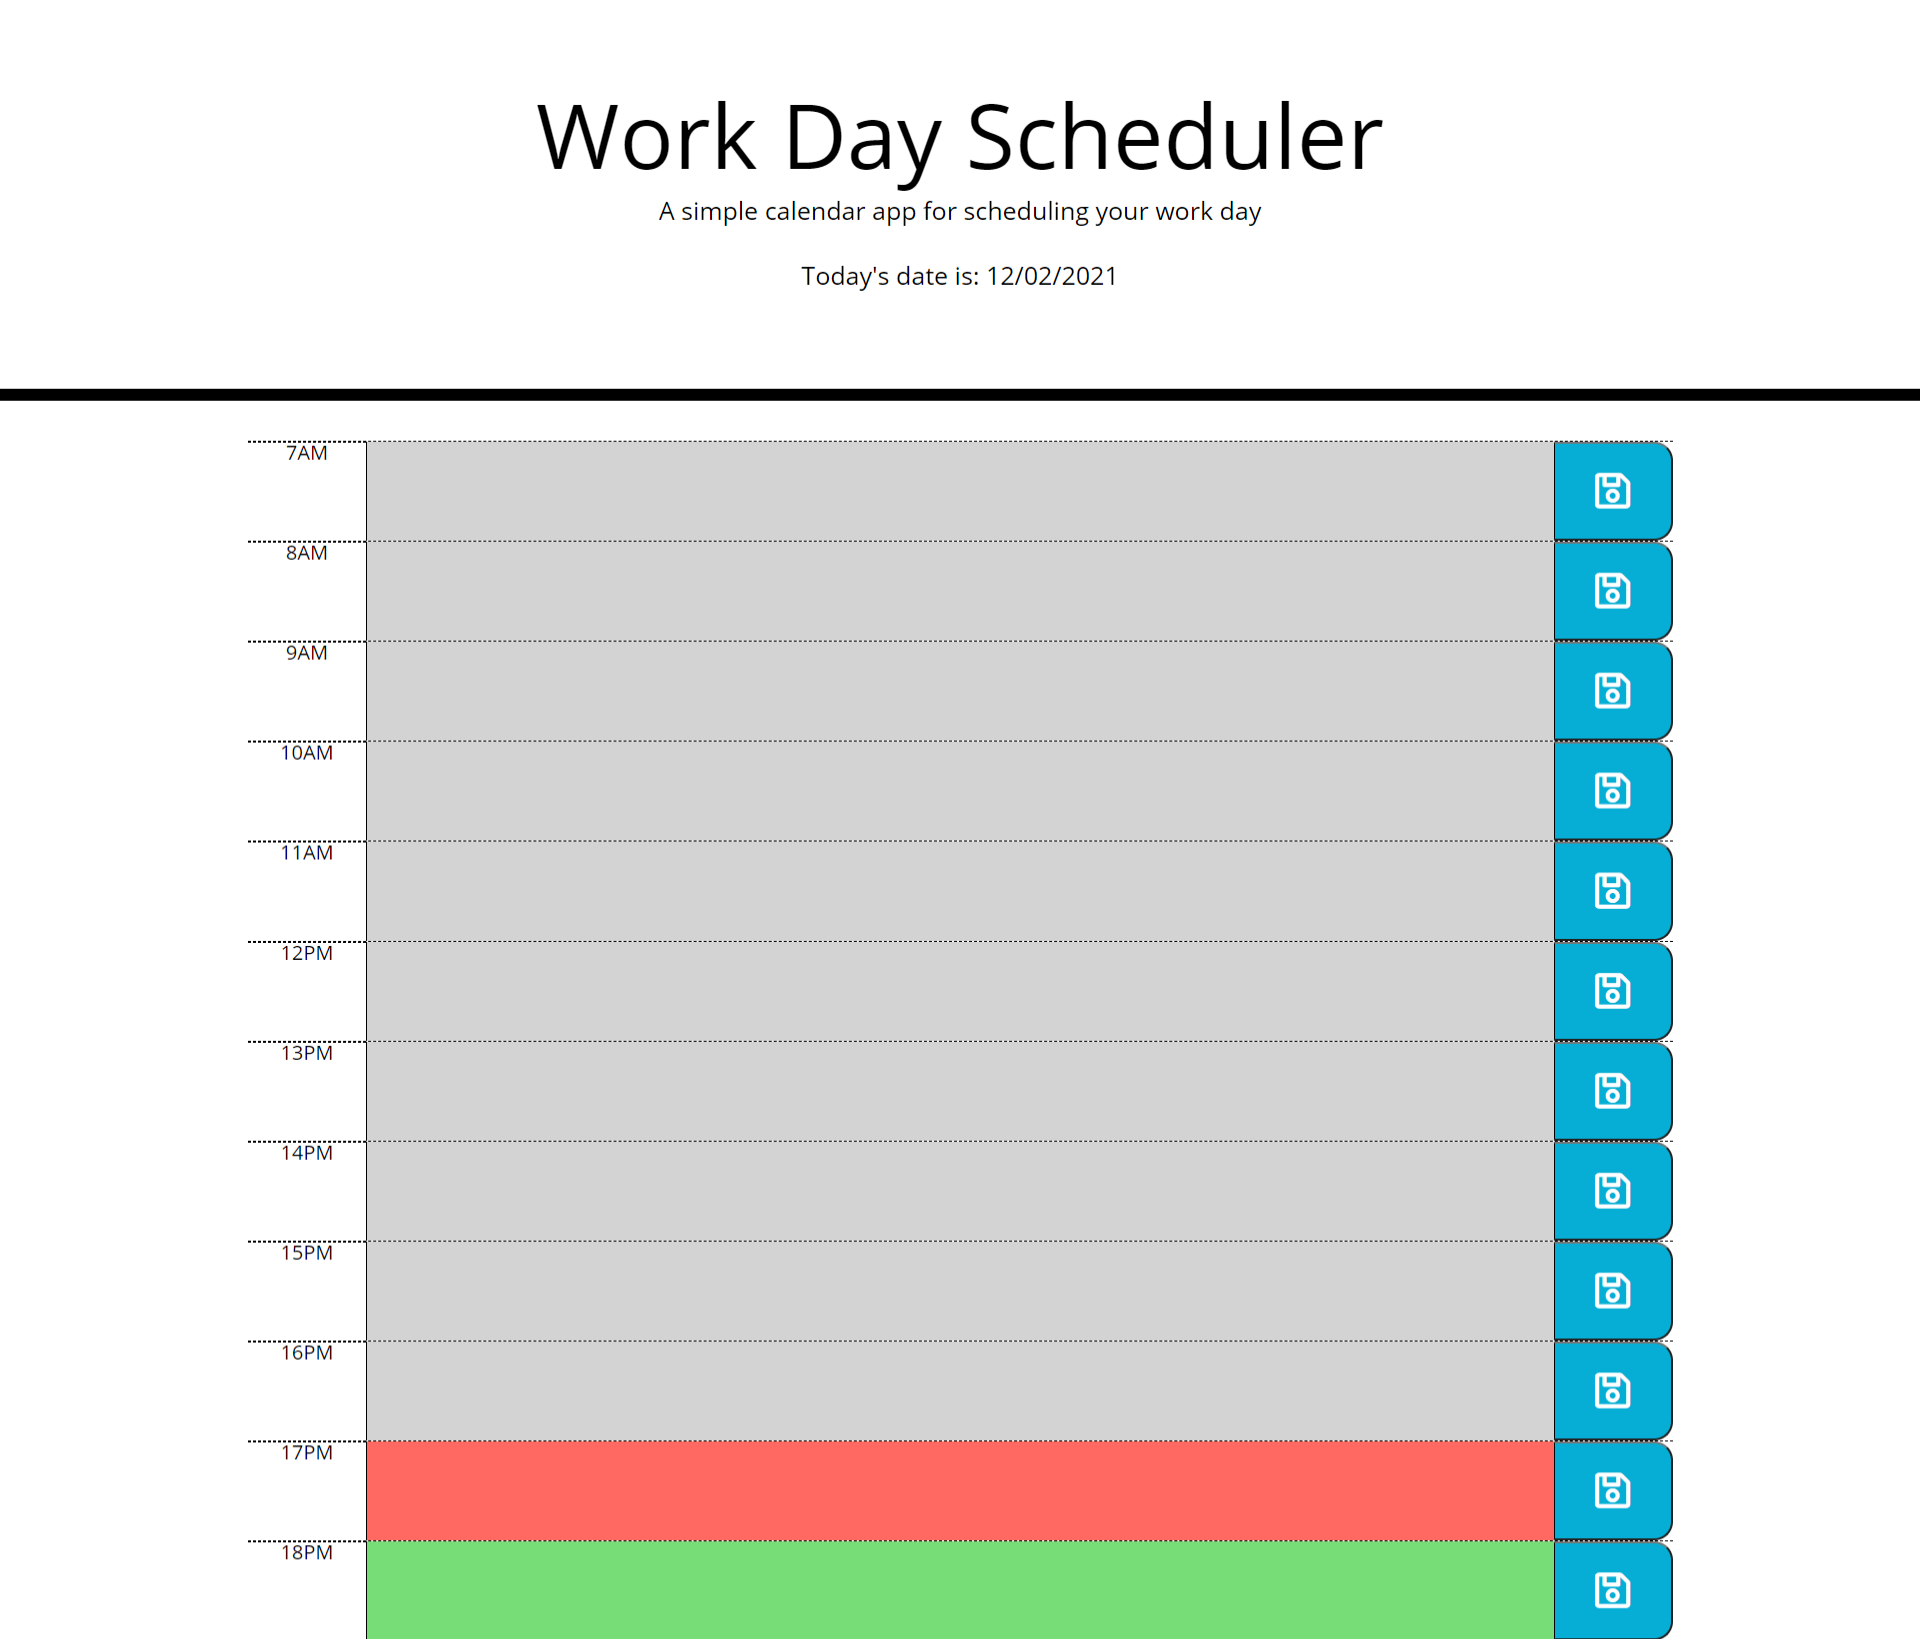 Work Day Scheduler
A simple calendar app for scheduling your work day
Today's date is: 12/02/2021
7AM
8AM
9AM
10AM
11AM
12PM
13PM
14PM
15PM
16PM
17PM
18PM